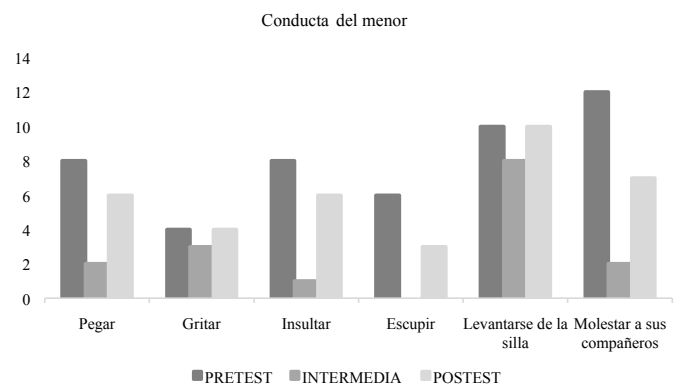 Conducta del menor
14
12
10
8
6
4
2
0
Pegar
Gritar
Insultar
Escupir
Levantarse de la
silla
Molestar a sus
compañeros
PRETEST
INTERMEDIA
POSTEST